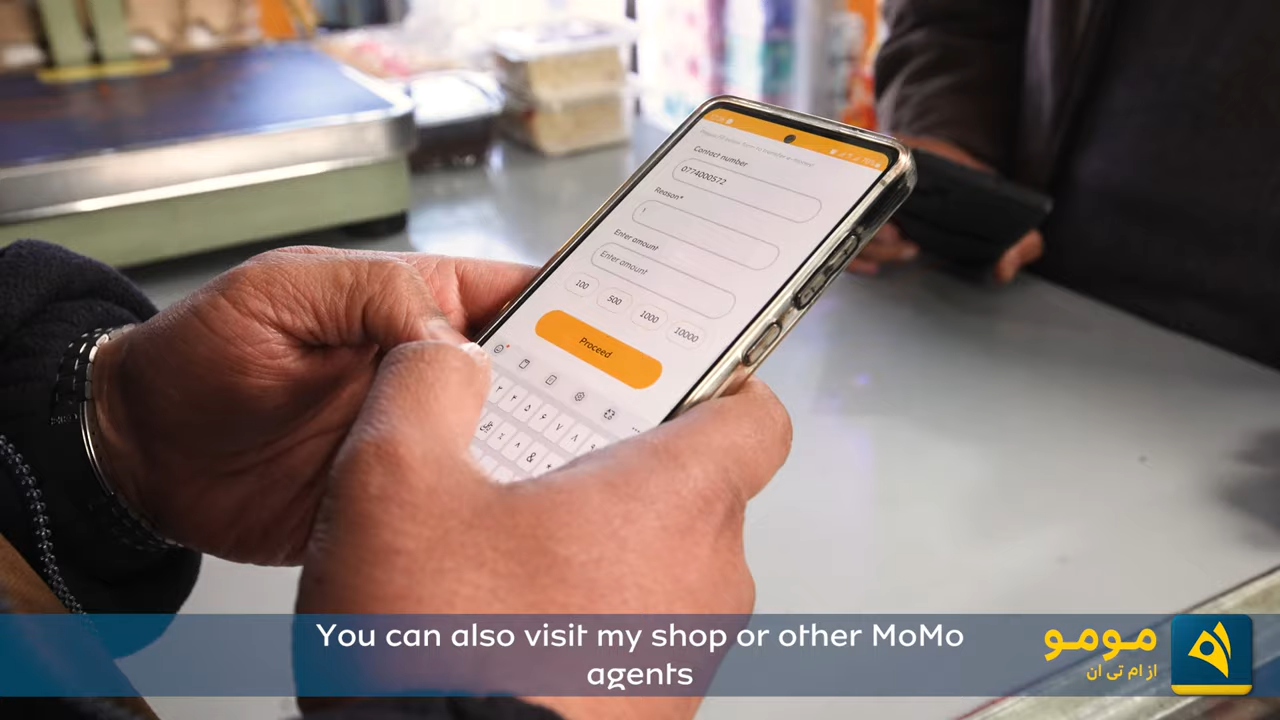 Contact number
0774000572
Reason*
Enter amount
Enter amount
100 500 1000 10000
Proceed
You can also visit my shop or other MoMo
agents
مومو
از ام تی ان